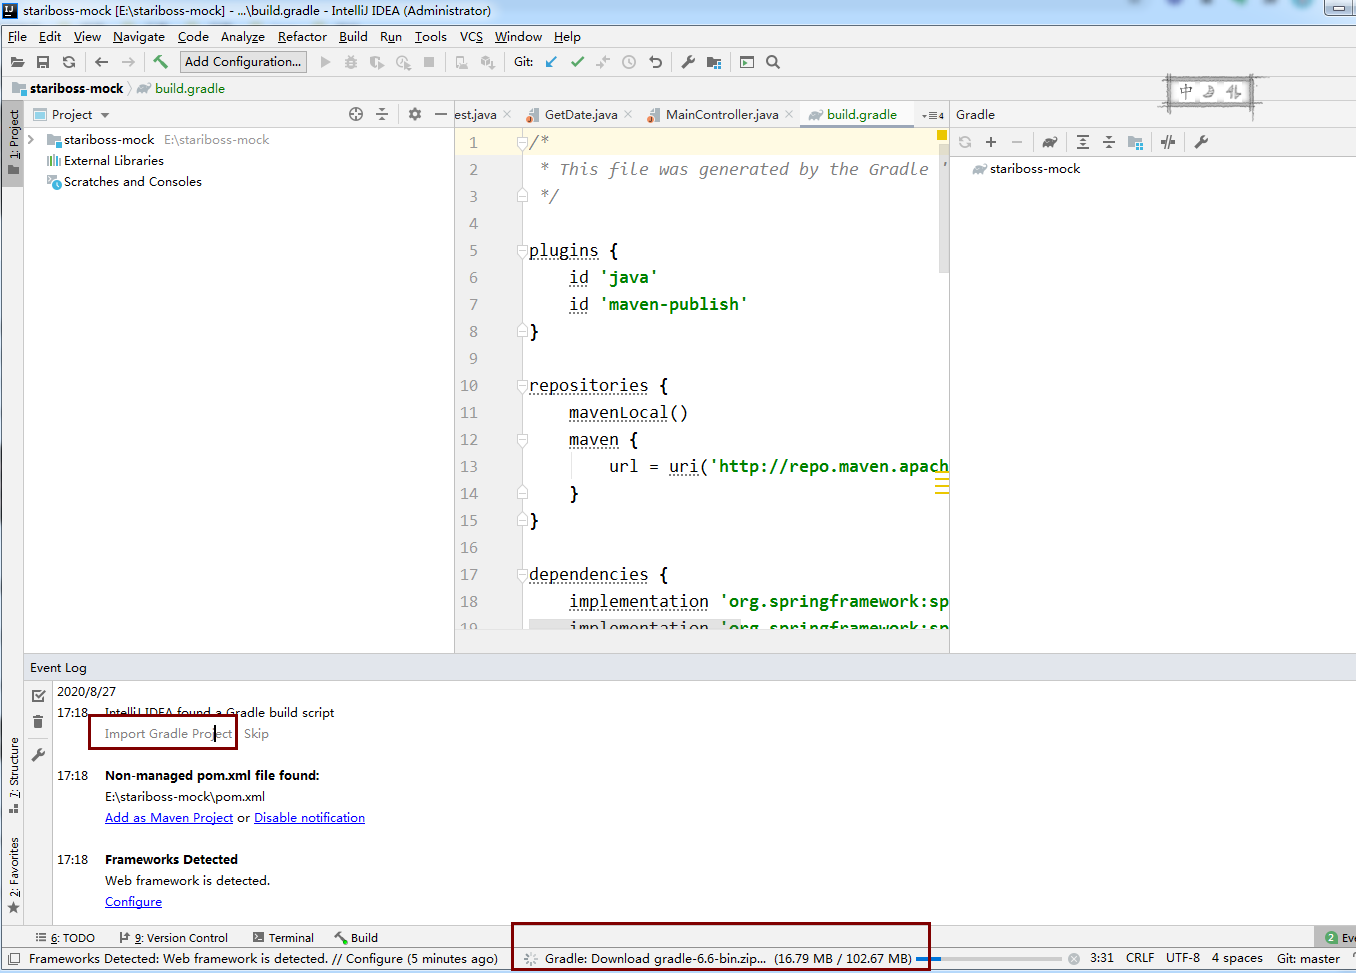 stariboss-mock [E:\stariboss-mock] - ...\build.gradle - IntelliJ IDEA (Administrator)
File Edit View Navigate Code Analyze Refactor Build Run Tools VCS Window Help
Add Configuration... Git:
stariboss-mock build.gradle
中
1: Project
Project
est.java GetDate.java MainController.java build.gradle 4
Gradle
stariboss-mock E:\stariboss-mock
External Libraries
Scratches and Consoles
stariboss-mock
1 /*
2 * This file was generated by the Gradle '
3 */
4
5 plugins {
6 id 'java'
7 id 'maven-publish'
8 }
9
10 repositories {
11 mavenLocal()
12 maven {
13 url = uri('http://repo.maven.apach
14 }
15 }
16
17 dependencies {
18 implementation 'org.springframework:sp
19 implementation 'org.springframework:sp
Event Log
2020/8/27
17:18 IntelliJ IDEA found a Gradle build script
Import Gradle Project Skip
17:18 Non-managed pom.xml file found:
E:\stariboss-mock\pom.xml
Add as Maven Project or Disable notification
17:18 Frameworks Detected
Web framework is detected.
Configure
7: Structure
2: Favorites
6: TODO 9: Version Control Terminal Build 2 Eve
Frameworks Detected: Web framework is detected. // Configure (5 minutes ago) Gradle: Download gradle-6.6-bin.zip... (16.79 MB / 102.67 MB) 3:31 CRLF UTF-8 4 spaces Git: master